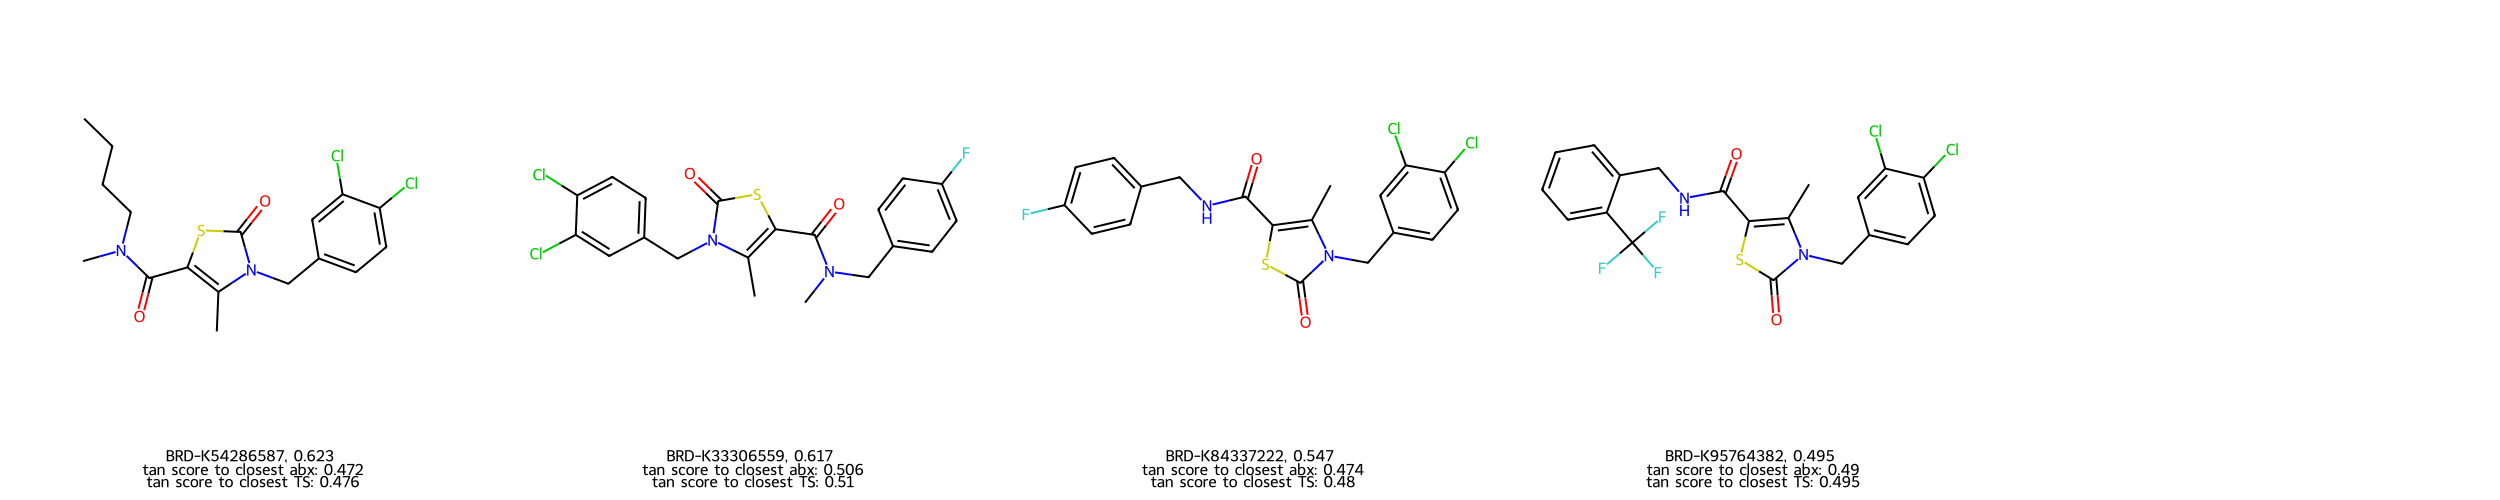 Cl
Cl
O
S
N
N
O
Cl
Cl
O
S
N
O
N
F
F
N
H
O
S
N
O
Cl
Cl
F
F
F
N
H
O
S
N
O
Cl
Cl
BRD-K54286587, 0.623
tan score to closest abx: 0.472
tan score to closest TS: 0.476
BRD-K33306559, 0.617
tan score to closest abx: 0.506
tan score to closest TS: 0.51
BRD-K84337222, 0.547
tan score to closest abx: 0.474
tan score to closest TS: 0.48
BRD-K95764382, 0.495
tan score to closest abx: 0.49
tan score to closest TS: 0.495